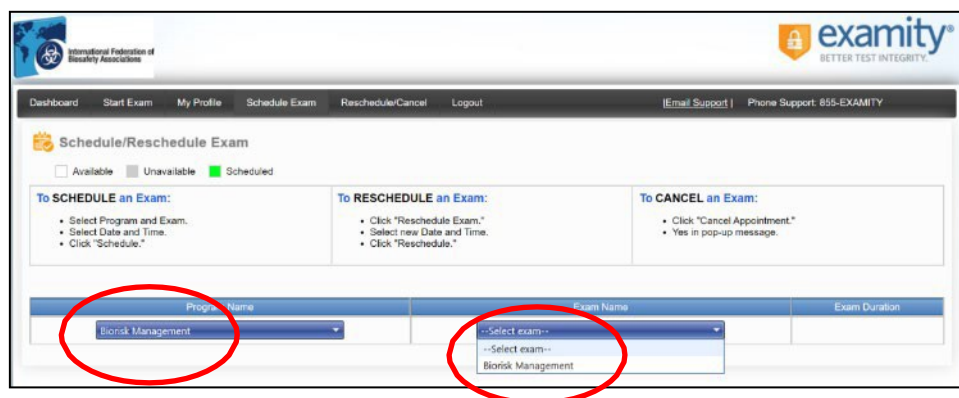 International Federation of
Biosafety Associations
examity®
BETTER TEST INTEGRITY.
Dashboard Start Exam My Profile Schedule Exam Reschedule/Cancel Logout |Email Support| Phone Support: 855-EXAMITY
Schedule/Reschedule Exam
Available Unavailable Scheduled
To SCHEDULE an Exam:
• Select Program and Exam.
• Select Date and Time.
• Click "Schedule."
To RESCHEDULE an Exam:
• Click "Reschedule Exam."
• Select new Date and Time.
• Click "Reschedule."
To CANCEL an Exam:
• Click "Cancel Appointment."
• Yes in pop-up message.
Program Name Exam Name Exam Duration
Biorisk Management --Select exam--
--Select exam--
Biorisk Management